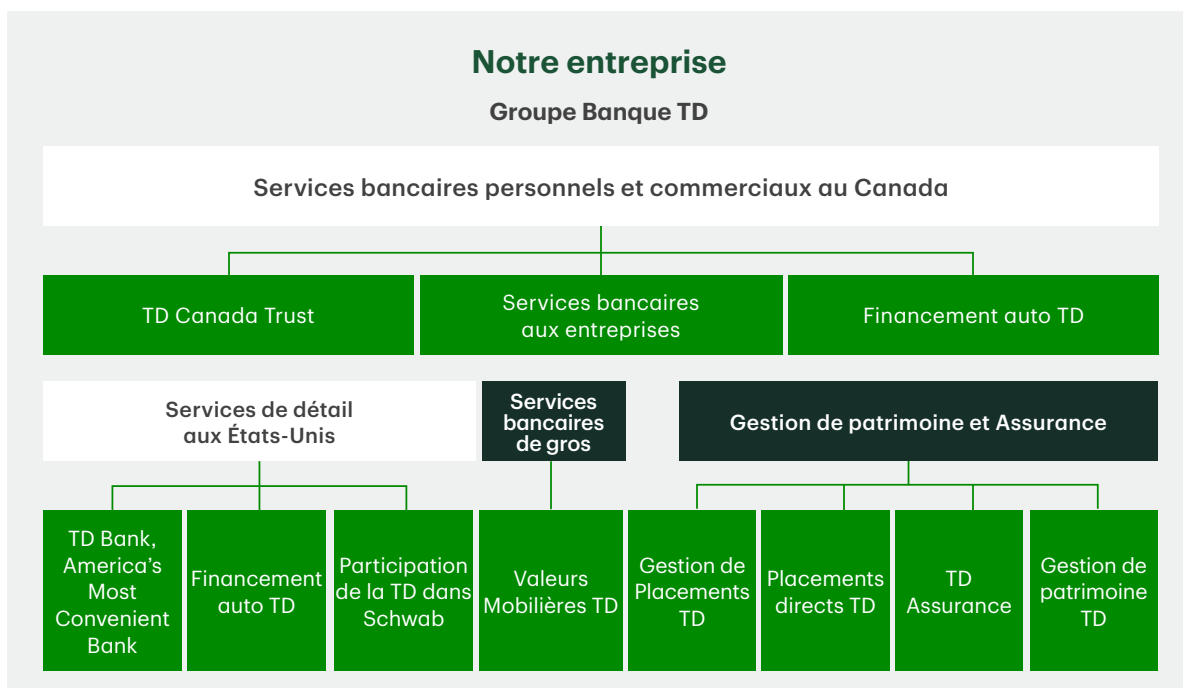 Notre entreprise
Groupe Banque TD
Services bancaires personnels et commerciaux au Canada
TD Canada Trust
Services bancaires
aux entreprises
Financement auto TD
Services de détail
aux États-Unis
Services
bancaires
de gros
Gestion de patrimoine et Assurance
TD Bank,
America’s
Most
Convenient
Bank
Financement
auto TD
Participation
de la TD dans
Schwab
Valeurs
Mobilières TD
Gestion de
Placements
TD
Placements
directs TD
TD
Assurance
Gestion de
patrimoine
TD